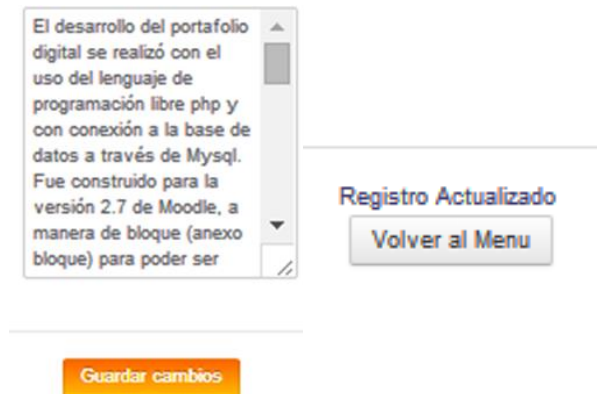 El desarrollo del portafolio
digital se realizó con el
uso del lenguaje de
programación libre php y
con conexión a la base de
datos a través de Mysql.
Fue construido para la
versión 2.7 de Moodle, a
manera de bloque (anexo
bloque) para poder ser
Guardar cambios
Registro Actualizado
Volver al Menu